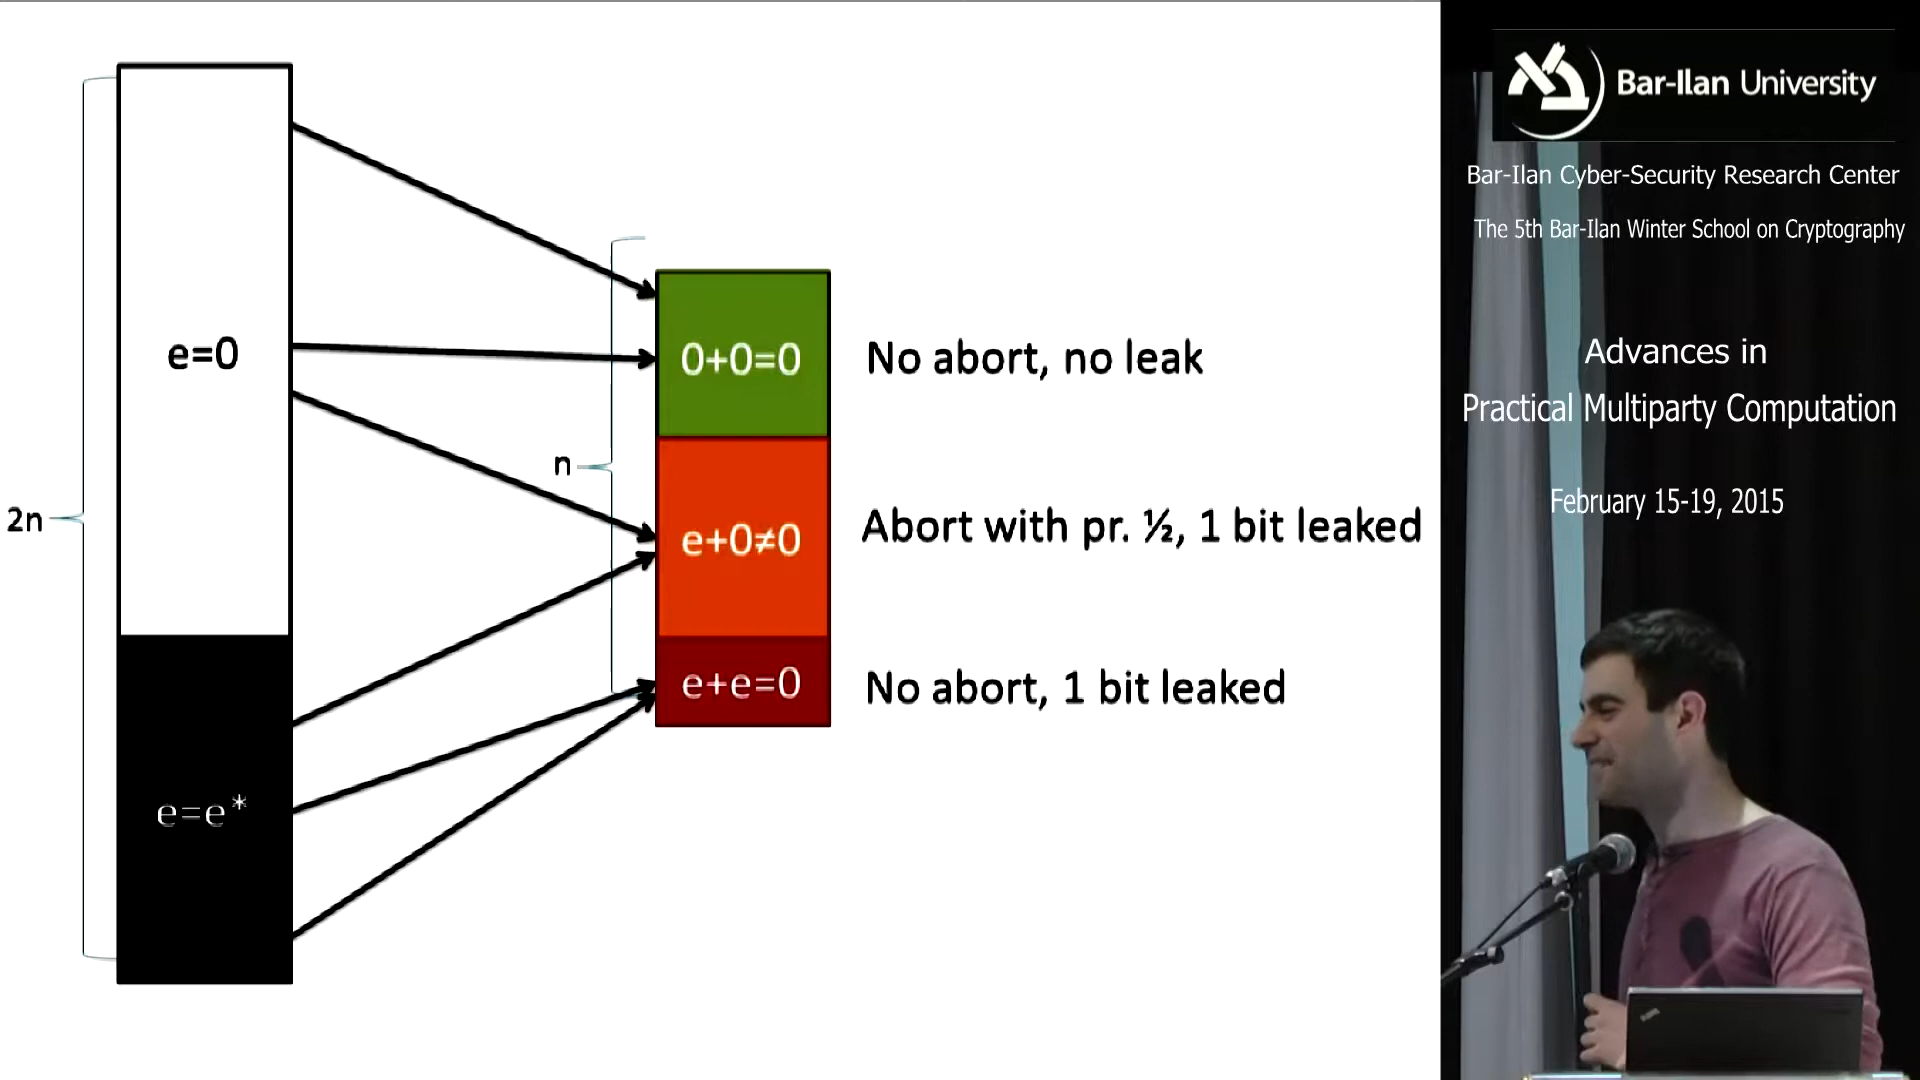 2n
e=0
e=e*
n
0+0=0
No abort, no leak
e+0≠0
Abort with pr. ½, 1 bit leaked
e+e=0
No abort, 1 bit leaked
Bar-Ilan University
Bar-Ilan Cyber-Security Research Center
The 5th Bar-Ilan Winter School on Cryptography
Advances in
Practical Multiparty Computation
February 15-19, 2015